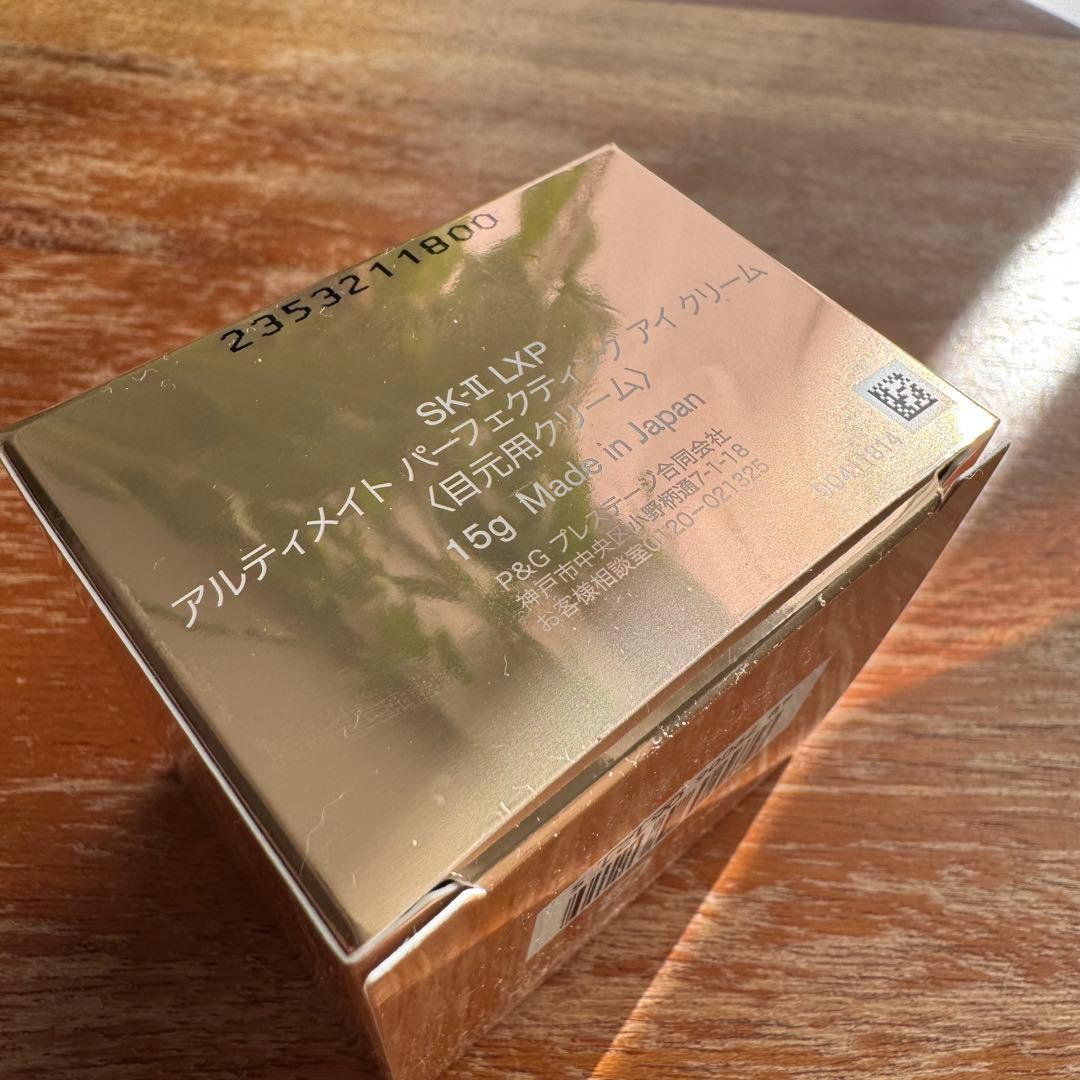 2353211800
SK-II LXP
アルティメイト パーフェクティング アイ クリーム
〈目元用クリーム〉
15g Made in Japan
P&G プレステージ合同会社
神戸市中央区小野柄通7-1-18
お客様相談室0120-021325